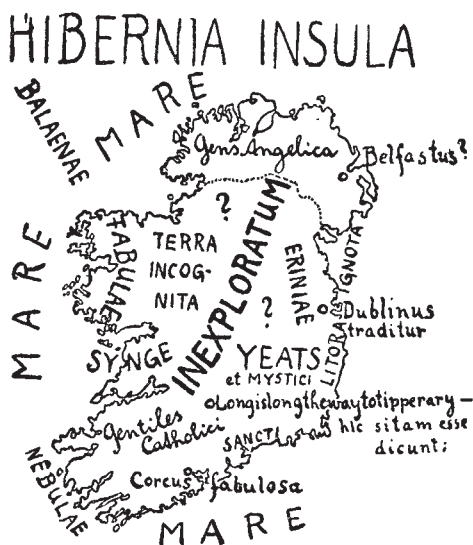 HIBERNIA INSULA
BALAENAE
MARE
Gens Angelica
Belfastus?
?
MARE
FABULAE
TERRA
INCOG-
NITA
INEXPLORATUM
ERINIAE
LITORA IGNOTA
?
Dublinus
traditur
SYNGE
YEATS
et MYSTICI
Longislongthewaytotipperary—
hic sitam esse
dicunt;
Gentiles
Catholici
SANCTI
NEBULAE
Corcus fabulosa
MARE